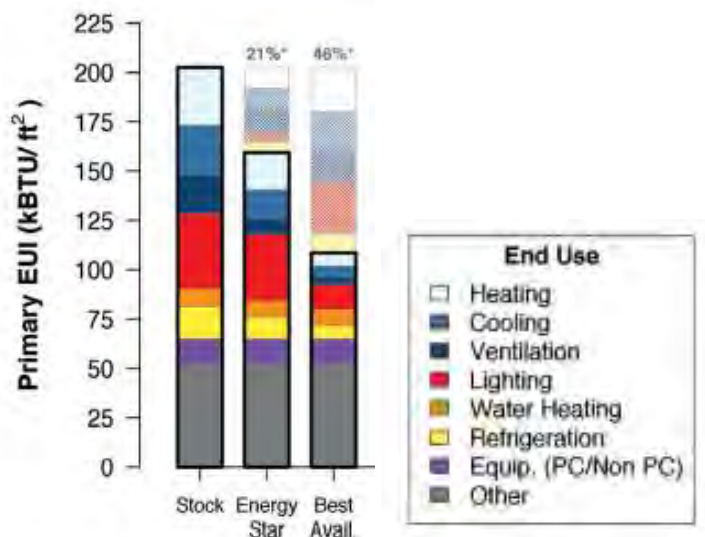 Primary EUI (kBTU/ft²)
225
200
175
150
125
100
75
50
25
0
21%*
46%*
Stock
Energy
Star
Best
Avail.
End Use
Heating
Cooling
Ventilation
Lighting
Water Heating
Refrigeration
Equip. (PC/Non PC)
Other